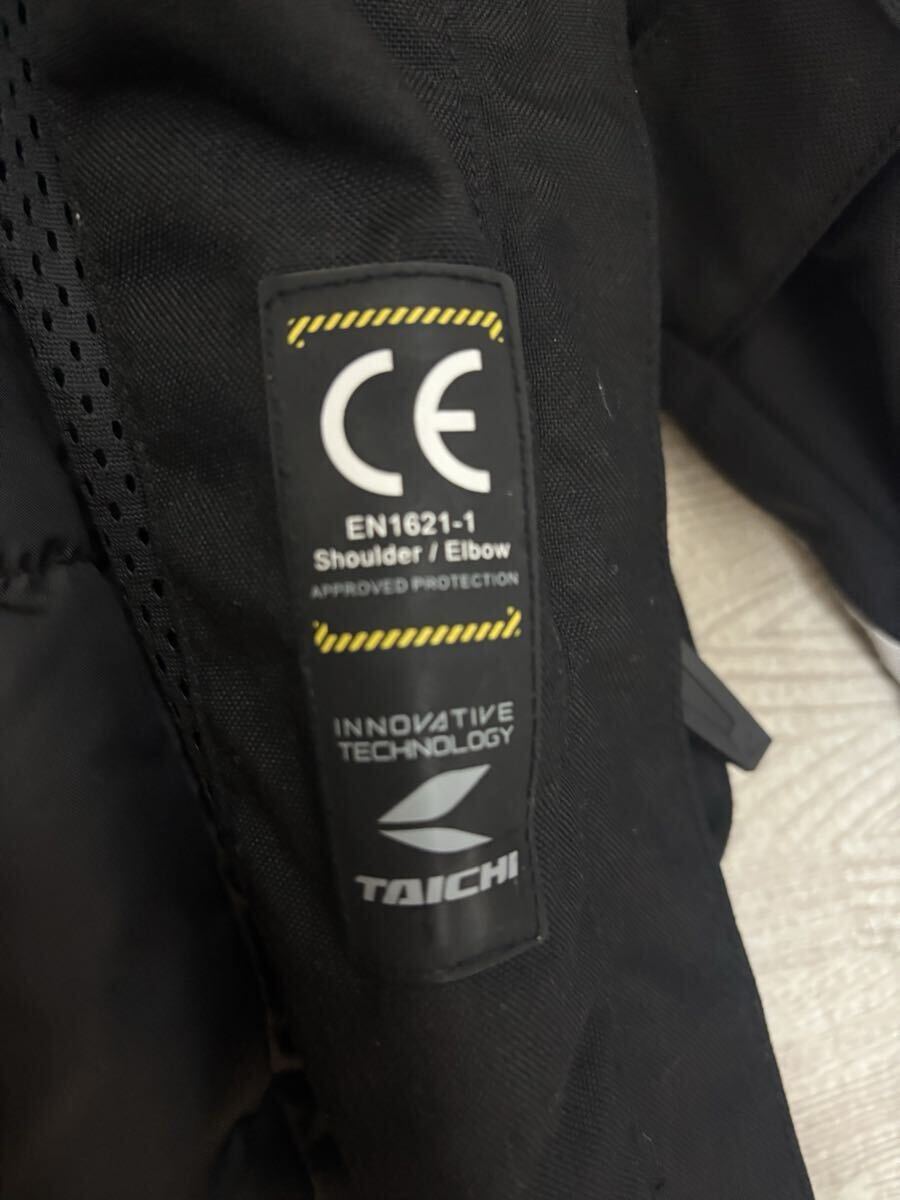 CE
EN1621-1
Shoulder / Elbow
APPROVED PROTECTION
INNOVATIVE
TECHNOLOGY
TAICHI